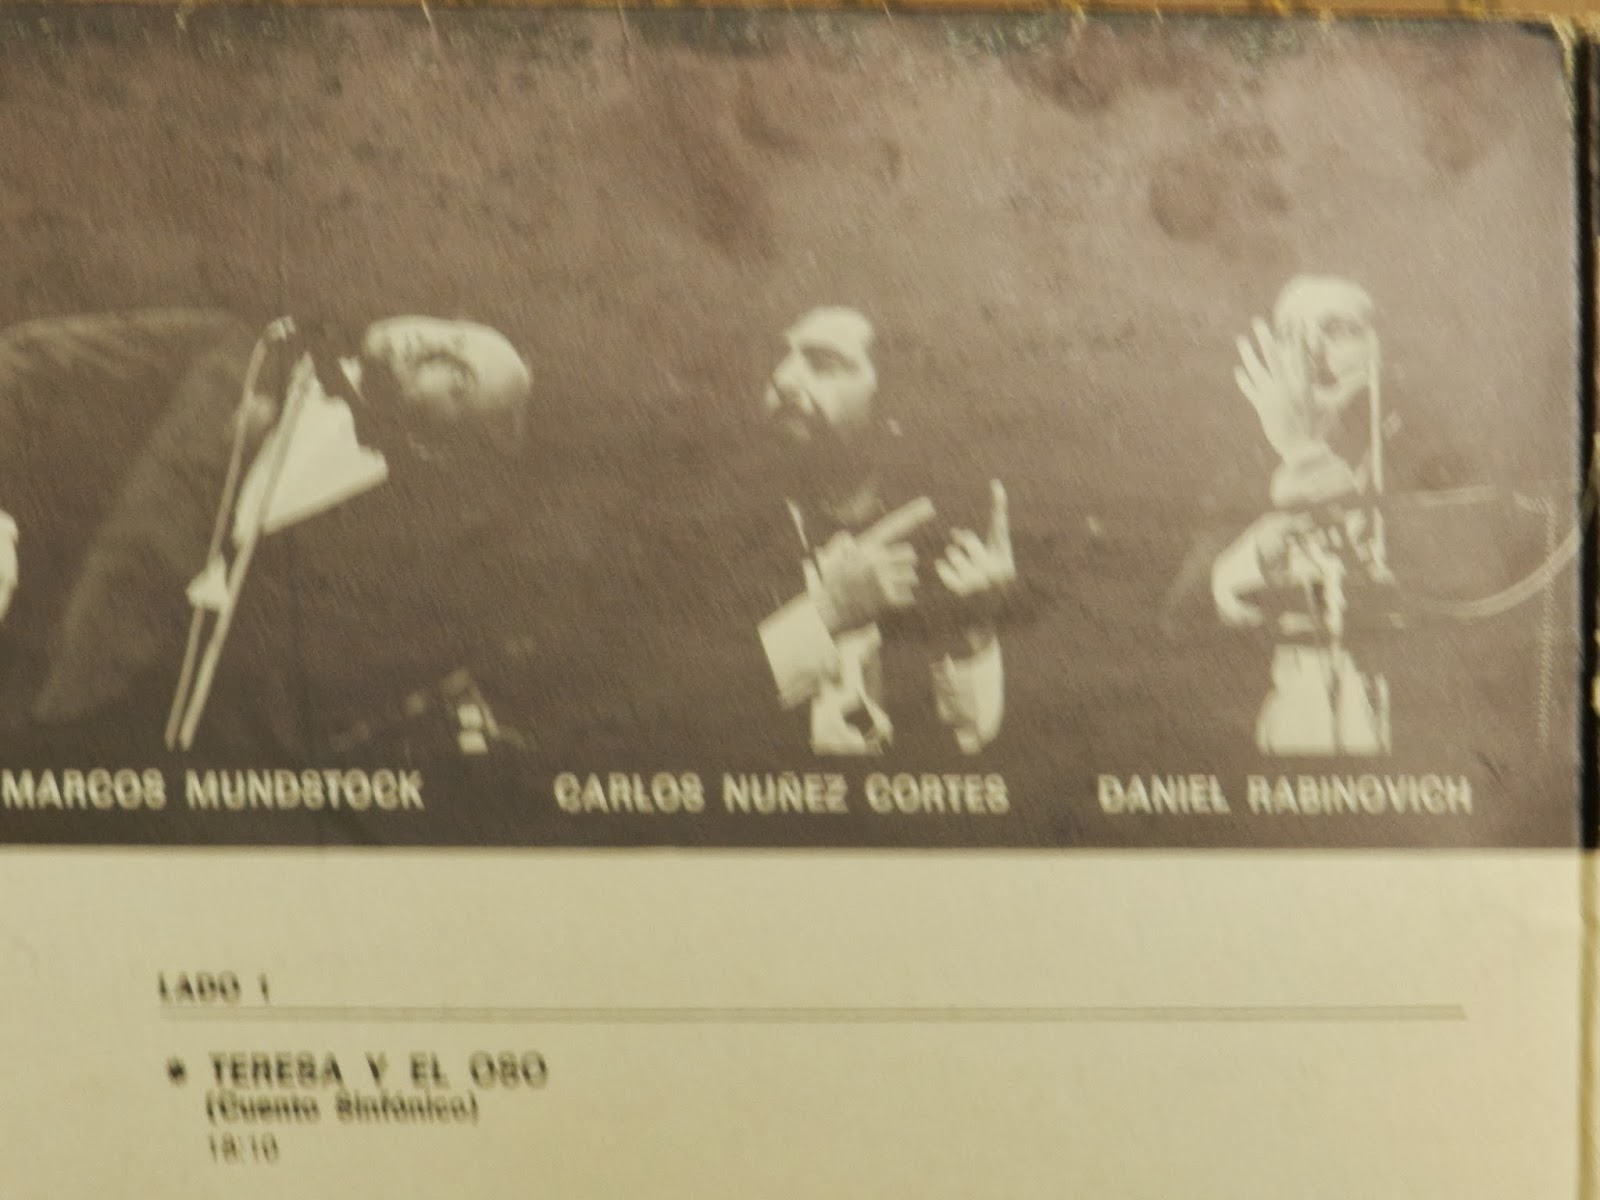 MARCOS MUNDSTOCK CARLOS NUÑEZ CORTES DANIEL RABINOVICH
LADO 1
* TERESA Y EL OSO
(Cuento Sinfónico)
18:10